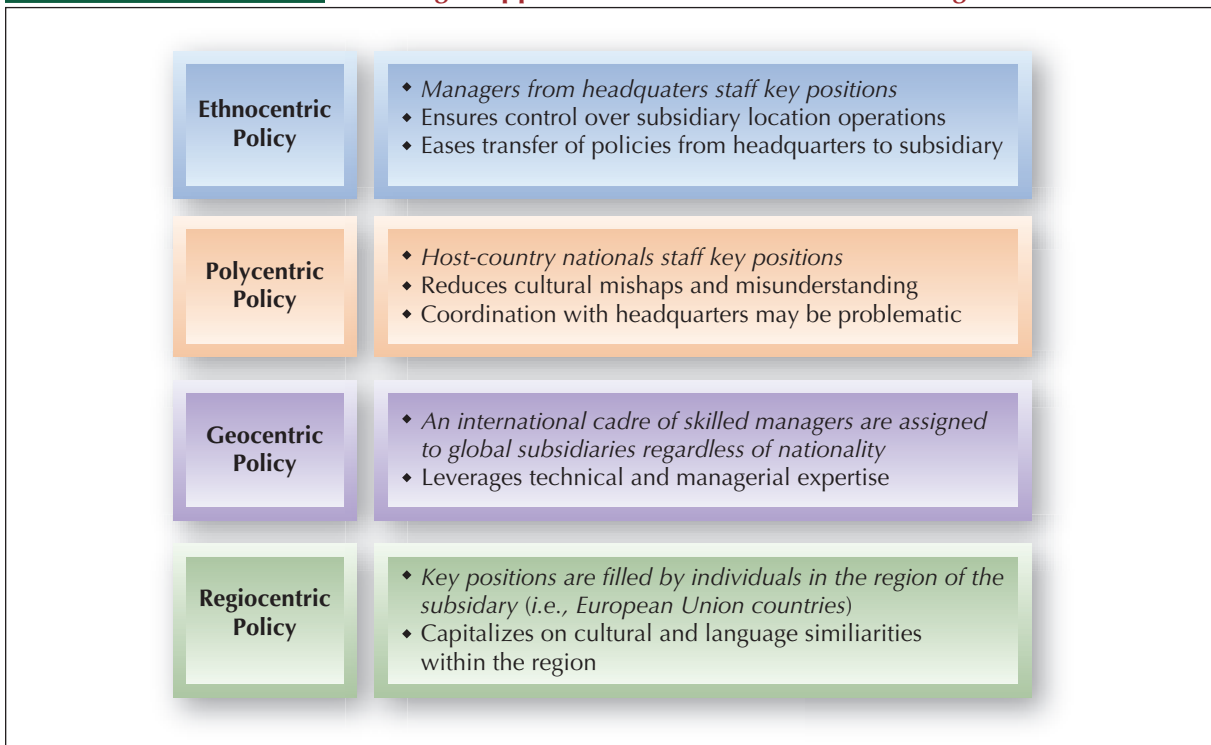 Ethnocentric
Policy
◆ Managers from headquaters staff key positions
◆ Ensures control over subsidiary location operations
◆ Eases transfer of policies from headquarters to subsidiary
Polycentric
Policy
◆ Host-country nationals staff key positions
◆ Reduces cultural mishaps and misunderstanding
◆ Coordination with headquarters may be problematic
Geocentric
Policy
◆ An international cadre of skilled managers are assigned
to global subsidiaries regardless of nationality
◆ Leverages technical and managerial expertise
Regiocentric
Policy
◆ Key positions are filled by individuals in the region of the
subsidary (i.e., European Union countries)
◆ Capitalizes on cultural and language similiarities
within the region